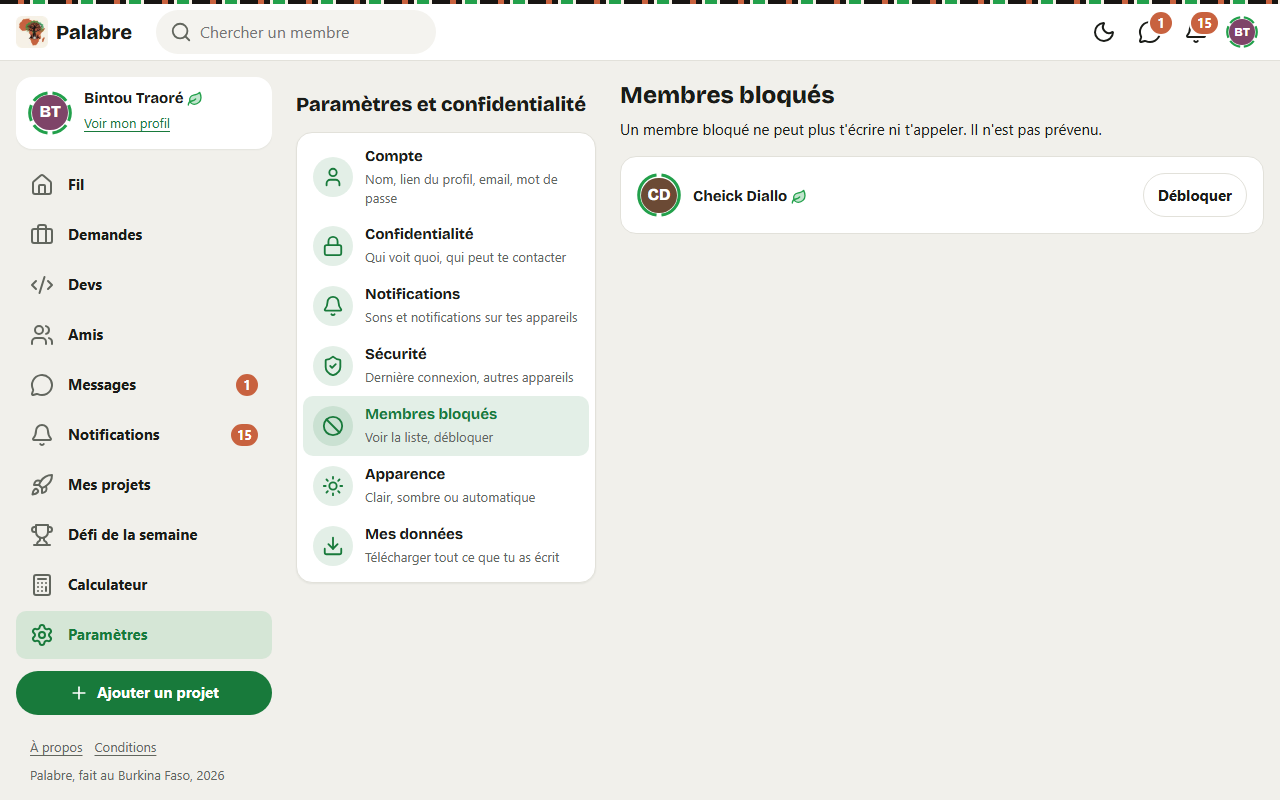 Palabre
Chercher un membre
1
15
BT
BT
Bintou Traoré
Voir mon profil
Fil
Demandes
Devs
Amis
Messages
1
Notifications
15
Mes projets
Défi de la semaine
Calculateur
Paramètres
Ajouter un projet
À propos Conditions
Palabre, fait au Burkina Faso, 2026
Paramètres et confidentialité
Compte
Nom, lien du profil, email, mot de
passe
Confidentialité
Qui voit quoi, qui peut te contacter
Notifications
Sons et notifications sur tes appareils
Sécurité
Dernière connexion, autres appareils
Membres bloqués
Voir la liste, débloquer
Apparence
Clair, sombre ou automatique
Mes données
Télécharger tout ce que tu as écrit
Membres bloqués
Un membre bloqué ne peut plus t'écrire ni t'appeler. Il n'est pas prévenu.
CD
Cheick Diallo
Débloquer